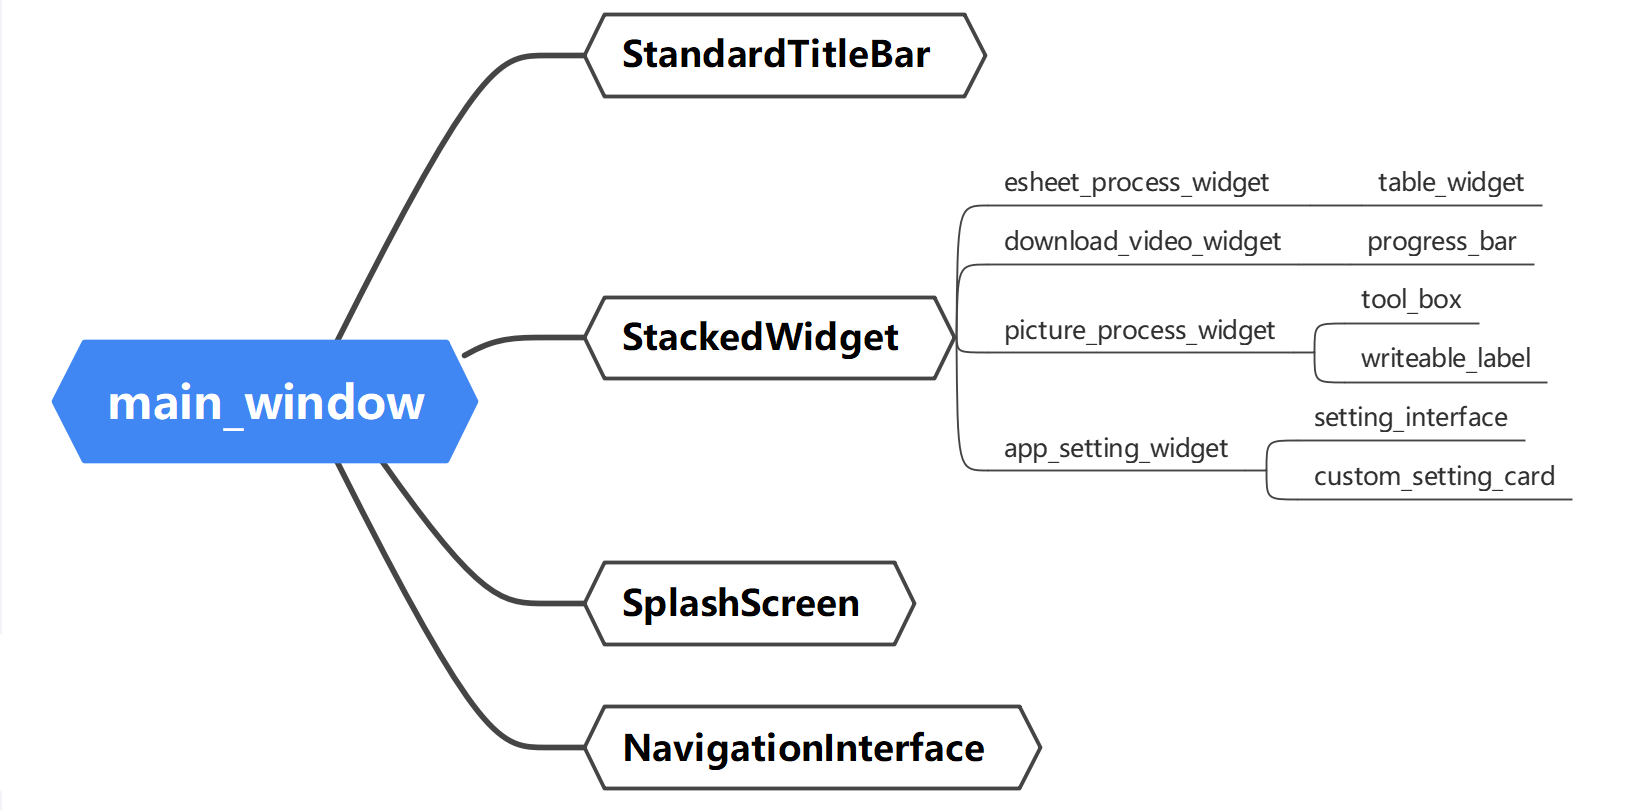 StandardTitleBar
esheet_process_widget table_widget
download_video_widget progress_bar
tool_box
StackedWidget picture_process_widget
writeable_label
main_window
setting_interface
app_setting_widget
custom_setting_card
SplashScreen
NavigationInterface